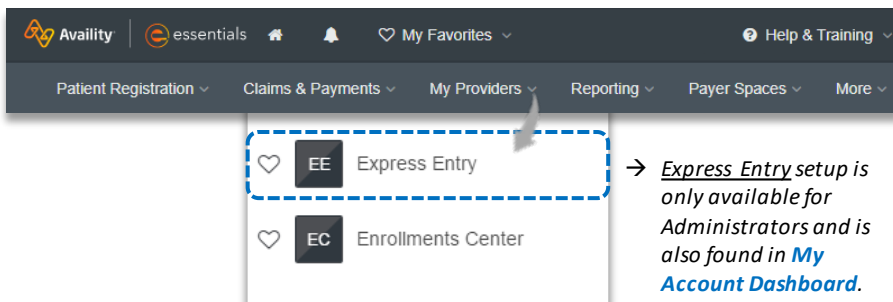 Availity essentials My Favorites Help & Training
Patient Registration Claims & Payments My Providers Reporting Payer Spaces More
EE Express Entry
EC Enrollments Center
→ Express Entry setup is
only available for
Administrators and is
also found in My
Account Dashboard.